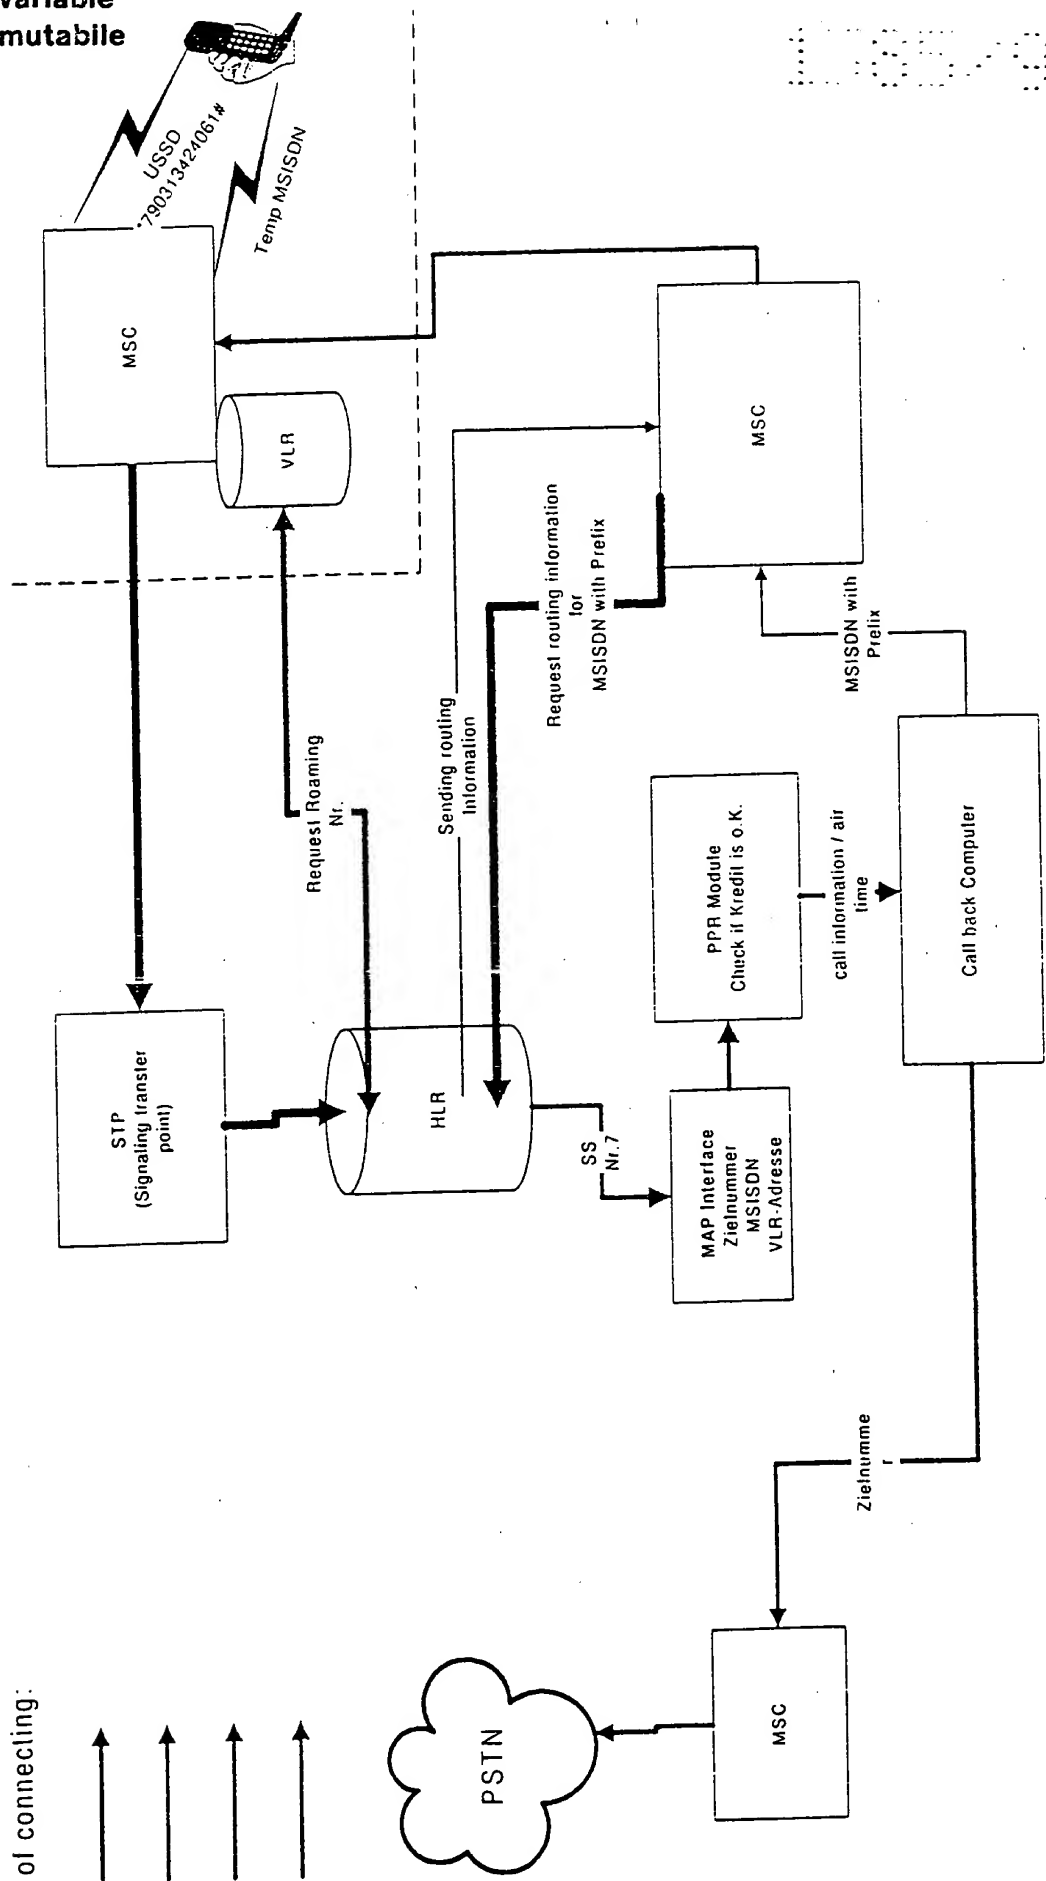 variable
mutabile
USSD
*790313424061#
Temp MSISDN
MSC
VLR
STP
(Signaling transfer
point)
Request Roaming
Nr.
HLR
Sending routing
Information
Request routing information
for
MSISDN with Prefix
MSC
SS
Nr.7
MAP Interface
Zielnummer
MSISDN
VLR-Adresse
PPR Module
Check if Kredit is o.K.
call information / air
time
MSISDN with
Prefix
Call back Computer
Zielnumme
r
MSC
PSTN
of connecting: